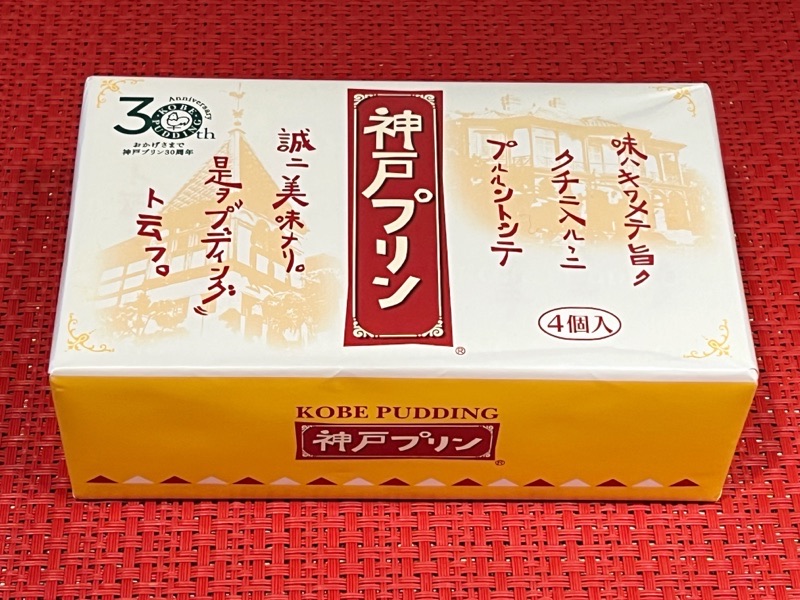 30th
Anniversary
KOBE PUDDING
おかげさまで
神戸プリン30周年
神戸プリン
®
味ハキワメテ旨ク
クチニ入ルヽニ
プルルントシテ
誠ニ美味ナリ。
是ヲプディング〟
ト云フ。
4個入
KOBE PUDDING
神戸プリン
®